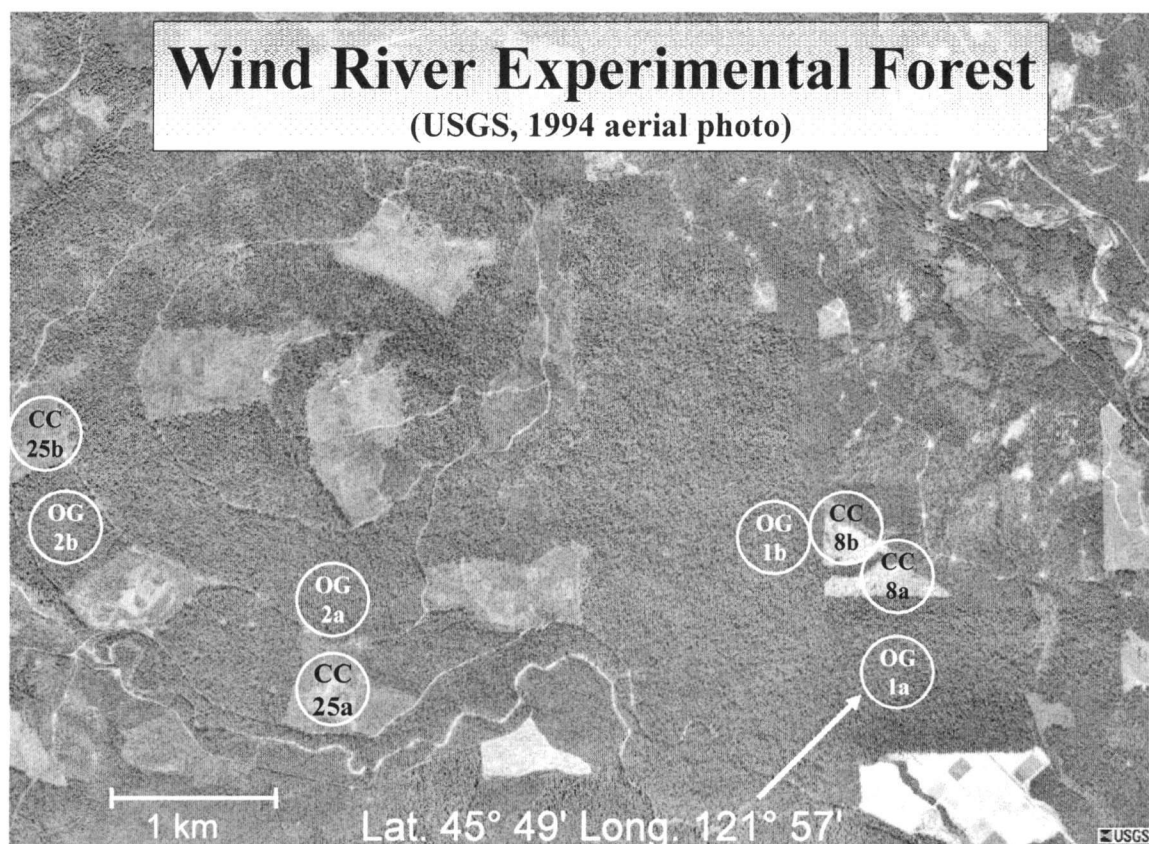 Wind River Experimental Forest
(USGS, 1994 aerial photo)
CC
25b
OG
2b
OG
2a
CC
25a
OG
1b
CC
8b
CC
8a
OG
1a
1 km
Lat. 45° 49' Long. 121° 57'
USGS